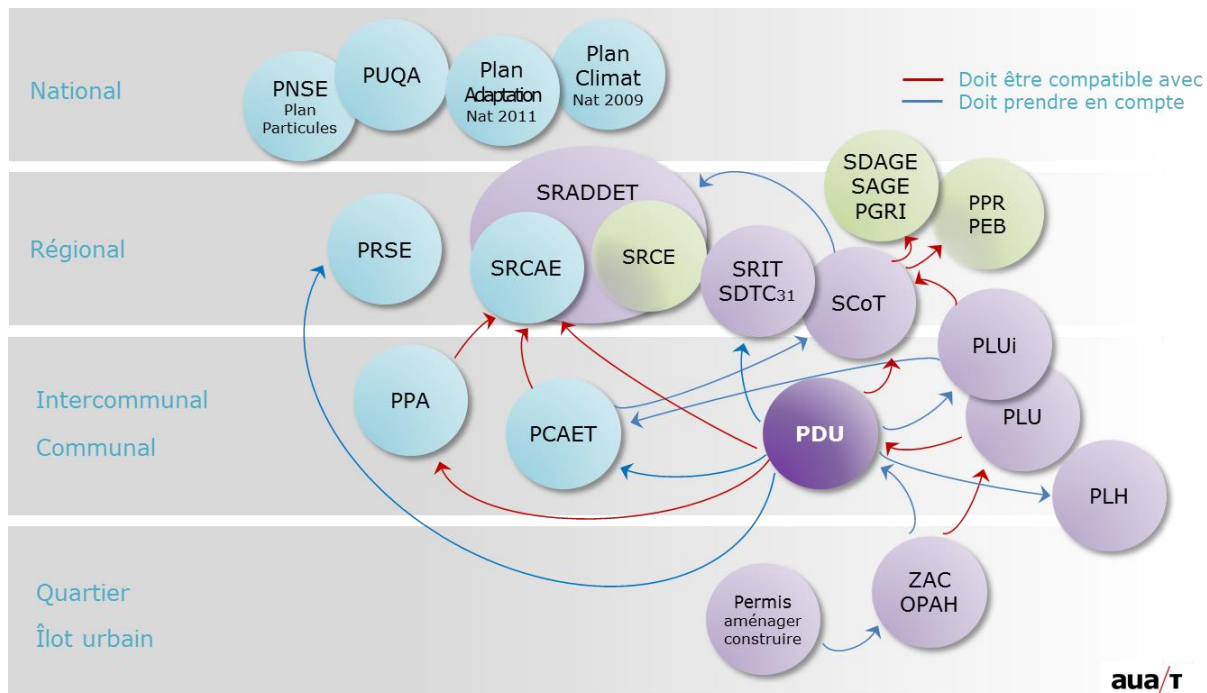 National
PNSE
Plan
Particules
PUQA
Plan
Adaptation
Nat 2011
Plan
Climat
Nat 2009
Doit être compatible avec
Doit prendre en compte
Régional
PRSE
SRADDET
SRCAE
SRCE
SRIT
SDTC31
SCoT
SDAGE
SAGE
PGRI
PPR
PEB
Intercommunal
Communal
PPA
PCAET
PDU
PLUi
PLU
PLH
Quartier
Îlot urbain
Permis
aménager
construire
ZAC
OPAH
aua/T